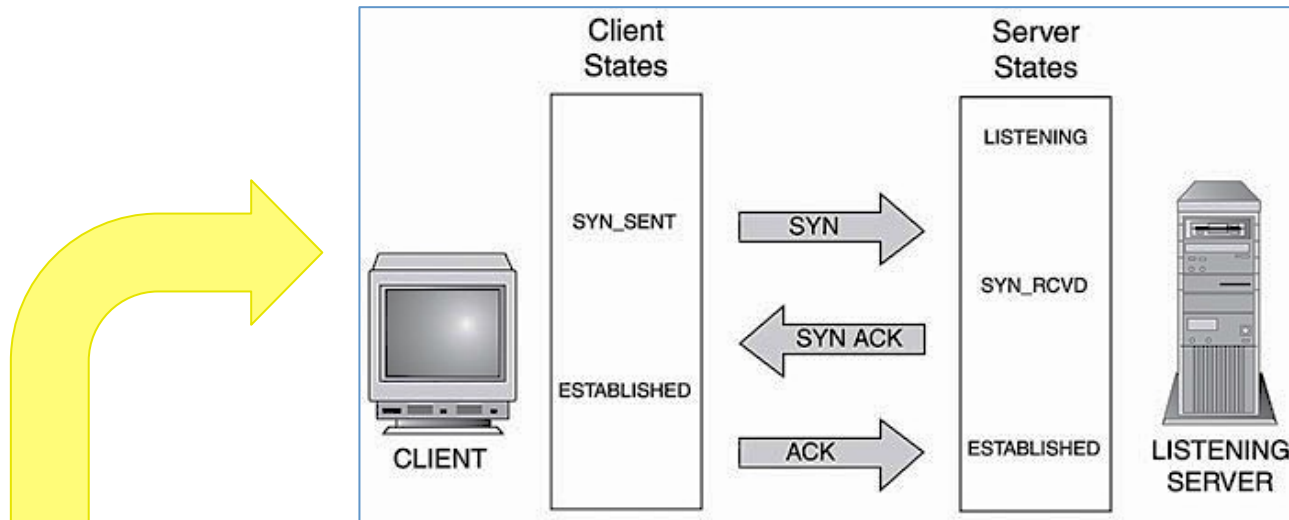 Client
States
Server
States
LISTENING
SYN_SENT
SYN
SYN_RCVD
SYN ACK
ESTABLISHED
CLIENT
ACK
ESTABLISHED
LISTENING
SERVER